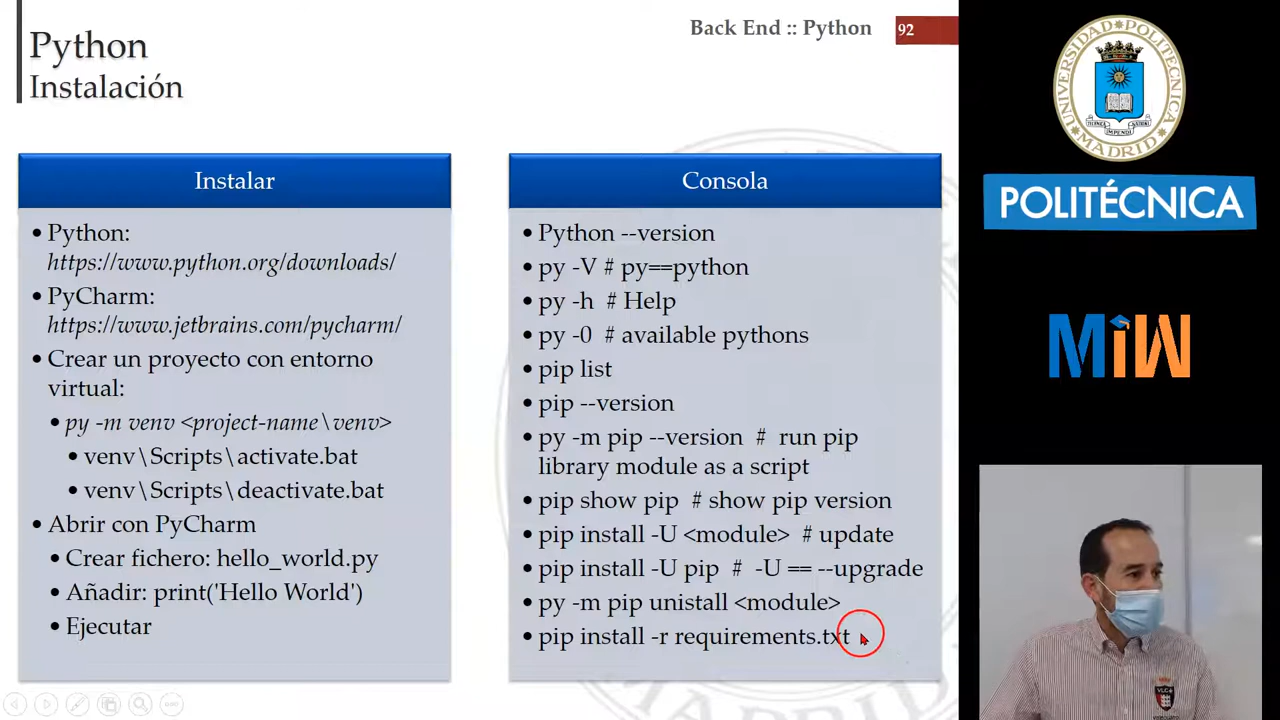 Python
Instalación
Back End :: Python
92
Instalar
• Python:
https://www.python.org/downloads/
• PyCharm:
https://www.jetbrains.com/pycharm/
• Crear un proyecto con entorno
virtual:
• py -m venv <project-name\venv>
• venv\Scripts\activate.bat
• venv\Scripts\deactivate.bat
• Abrir con PyCharm
• Crear fichero: hello_world.py
• Añadir: print('Hello World')
• Ejecutar
Consola
• Python --version
• py -V # py==python
• py -h # Help
• py -0 # available pythons
• pip list
• pip --version
• py -m pip --version # run pip
library module as a script
• pip show pip # show pip version
• pip install -U <module> # update
• pip install -U pip # -U == --upgrade
• py -m pip unistall <module>
• pip install -r requirements.txt
UNIVERSIDAD POLITÉCNICA
MADRID
POLITÉCNICA
MiW